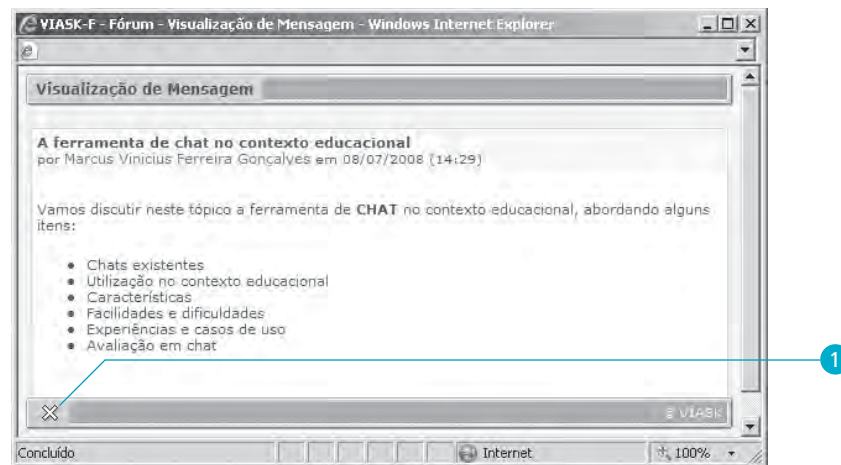 VIASK-F - Fórum - Visualização de Mensagem - Windows Internet Explorer
Visualização de Mensagem
A ferramenta de chat no contexto educacional
por Marcus Vinicius Ferreira Gonçalves em 08/07/2008 (14:29)
Vamos discutir neste tópico a ferramenta de CHAT no contexto educacional, abordando alguns
itens:
• Chats existentes
• Utilização no contexto educacional
• Características
• Facilidades e dificuldades
• Experiências e casos de uso
• Avaliação em chat
1
VIASK
Concluído Internet 100%